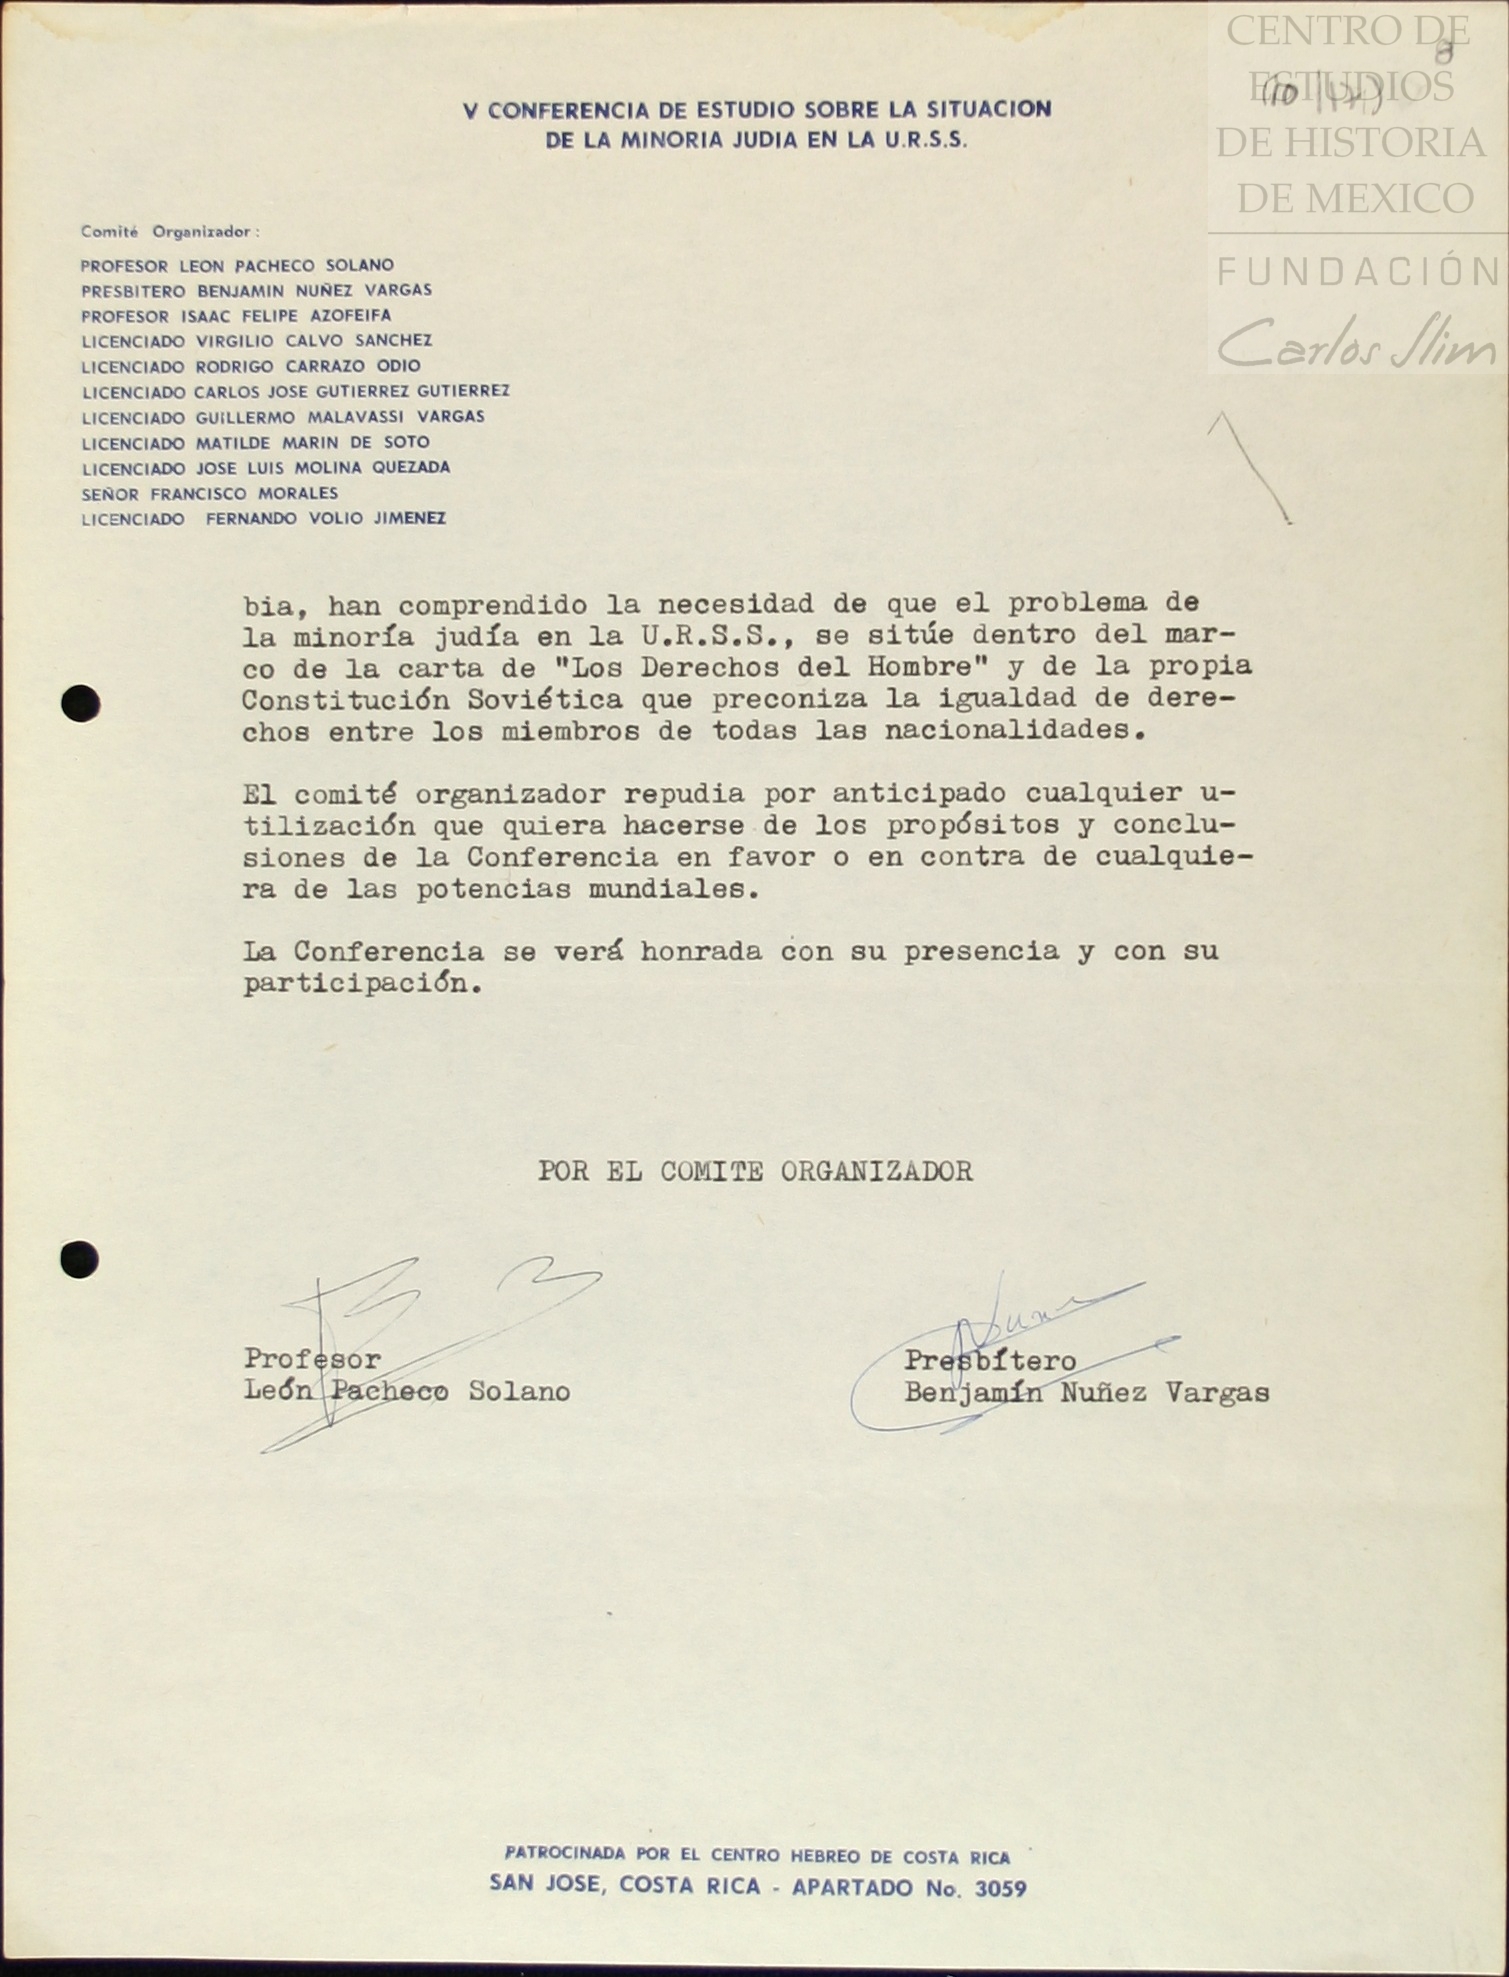 CENTRO DE
ESTUDIOS
DE HISTORIA
DE MEXICO
FUNDACIÓN
Carlos Slim
8
V CONFERENCIA DE ESTUDIO SOBRE LA SITUACION
DE LA MINORIA JUDIA EN LA U.R.S.S.
Comité Organizador :
PROFESOR LEON PACHECO SOLANO
PRESBITERO BENJAMIN NUÑEZ VARGAS
PROFESOR ISAAC FELIPE AZOFEIFA
LICENCIADO VIRGILIO CALVO SANCHEZ
LICENCIADO RODRIGO CARRAZO ODIO
LICENCIADO CARLOS JOSE GUTIERREZ GUTIERREZ
LICENCIADO GUILLERMO MALAVASSI VARGAS
LICENCIADO MATILDE MARIN DE SOTO
LICENCIADO JOSE LUIS MOLINA QUEZADA
SEÑOR FRANCISCO MORALES
LICENCIADO FERNANDO VOLIO JIMENEZ
bia, han comprendido la necesidad de que el problema de
la minoría judía en la U.R.S.S., se sitúe dentro del mar-
co de la carta de "Los Derechos del Hombre" y de la propia
Constitución Soviética que preconiza la igualdad de dere-
chos entre los miembros de todas las nacionalidades.
El comité organizador repudia por anticipado cualquier u-
tilización que quiera hacerse de los propósitos y conclu-
siones de la Conferencia en favor o en contra de cualquie-
ra de las potencias mundiales.
La Conferencia se verá honrada con su presencia y con su
participación.
POR EL COMITE ORGANIZADOR
Profesor
León Pacheco Solano
Presbítero
Benjamín Nuñez Vargas
PATROCINADA POR EL CENTRO HEBREO DE COSTA RICA
SAN JOSE, COSTA RICA - APARTADO No. 3059